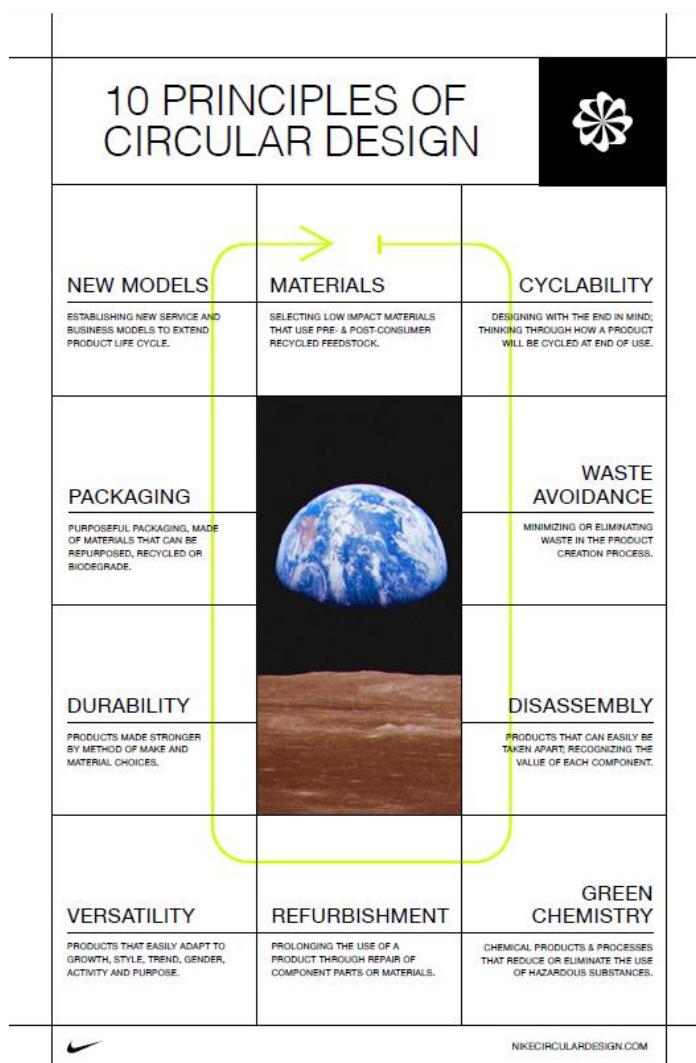 10 PRINCIPLES OF
CIRCULAR DESIGN
NEW MODELS
ESTABLISHING NEW SERVICE AND
BUSINESS MODELS TO EXTEND
PRODUCT LIFE CYCLE.
MATERIALS
SELECTING LOW IMPACT MATERIALS
THAT USE PRE- & POST-CONSUMER
RECYCLED FEEDSTOCK.
CYCLABILITY
DESIGNING WITH THE END IN MIND;
THINKING THROUGH HOW A PRODUCT
WILL BE CYCLED AT END OF USE.
PACKAGING
PURPOSEFUL PACKAGING, MADE
OF MATERIALS THAT CAN BE
REPURPOSED, RECYCLED OR
BIODEGRADE.
WASTE
AVOIDANCE
MINIMIZING OR ELIMINATING
WASTE IN THE PRODUCT
CREATION PROCESS.
DURABILITY
PRODUCTS MADE STRONGER
BY METHOD OF MAKE AND
MATERIAL CHOICES.
DISASSEMBLY
PRODUCTS THAT CAN EASILY BE
TAKEN APART; RECOGNIZING THE
VALUE OF EACH COMPONENT.
VERSATILITY
PRODUCTS THAT EASILY ADAPT TO
GROWTH, STYLE, TREND, GENDER,
ACTIVITY AND PURPOSE.
REFURBISHMENT
PROLONGING THE USE OF A
PRODUCT THROUGH REPAIR OF
COMPONENT PARTS OR MATERIALS.
GREEN
CHEMISTRY
CHEMICAL PRODUCTS & PROCESSES
THAT REDUCE OR ELIMINATE THE USE
OF HAZARDOUS SUBSTANCES.
NIKECIRCULARDESIGN.COM